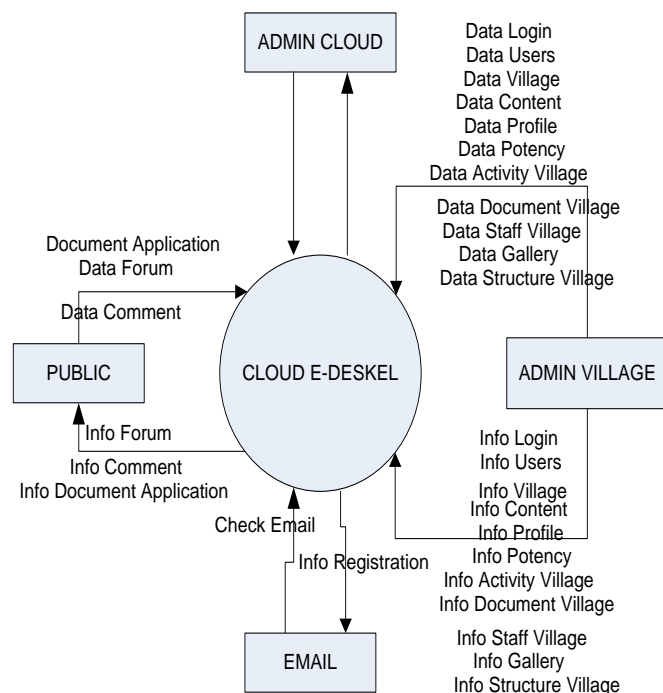 ADMIN CLOUD
Data Login
Data Users
Data Village
Data Content
Data Profile
Data Potency
Data Activity Village
Data Document Village
Data Staff Village
Data Gallery
Data Structure Village
Document Application
Data Forum
Data Comment
PUBLIC
CLOUD E-DESKEL
ADMIN VILLAGE
Info Forum
Info Comment
Info Document Application
Check Email
Info Registration
Info Login
Info Users
Info Village
Info Content
Info Profile
Info Potency
Info Activity Village
Info Document Village
Info Staff Village
Info Gallery
Info Structure Village
EMAIL